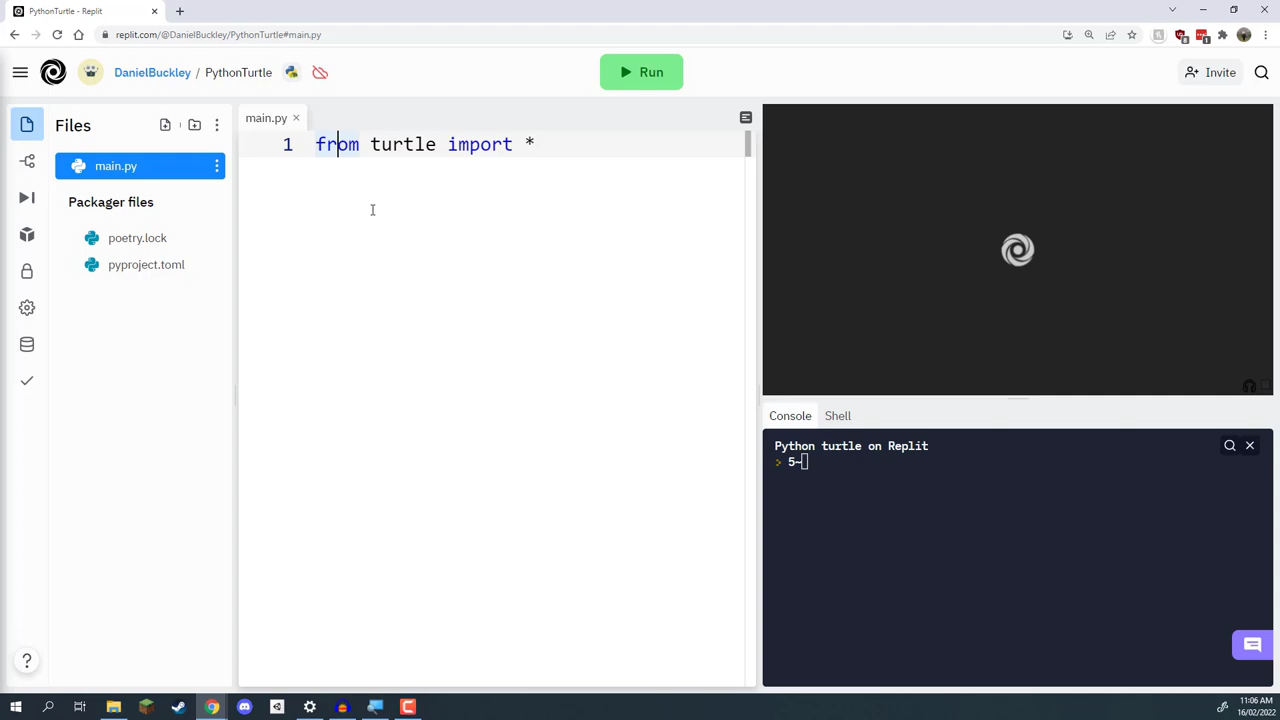 PythonTurtle - Replit
replit.com/@DanielBuckley/PythonTurtle#main.py
DanielBuckley / PythonTurtle
Run
Invite
Files
main.py
Packager files
poetry.lock
pyproject.toml
main.py
1 from turtle import *
Console Shell
Python turtle on Replit
> 5~
?
11:06 AM
16/02/2022